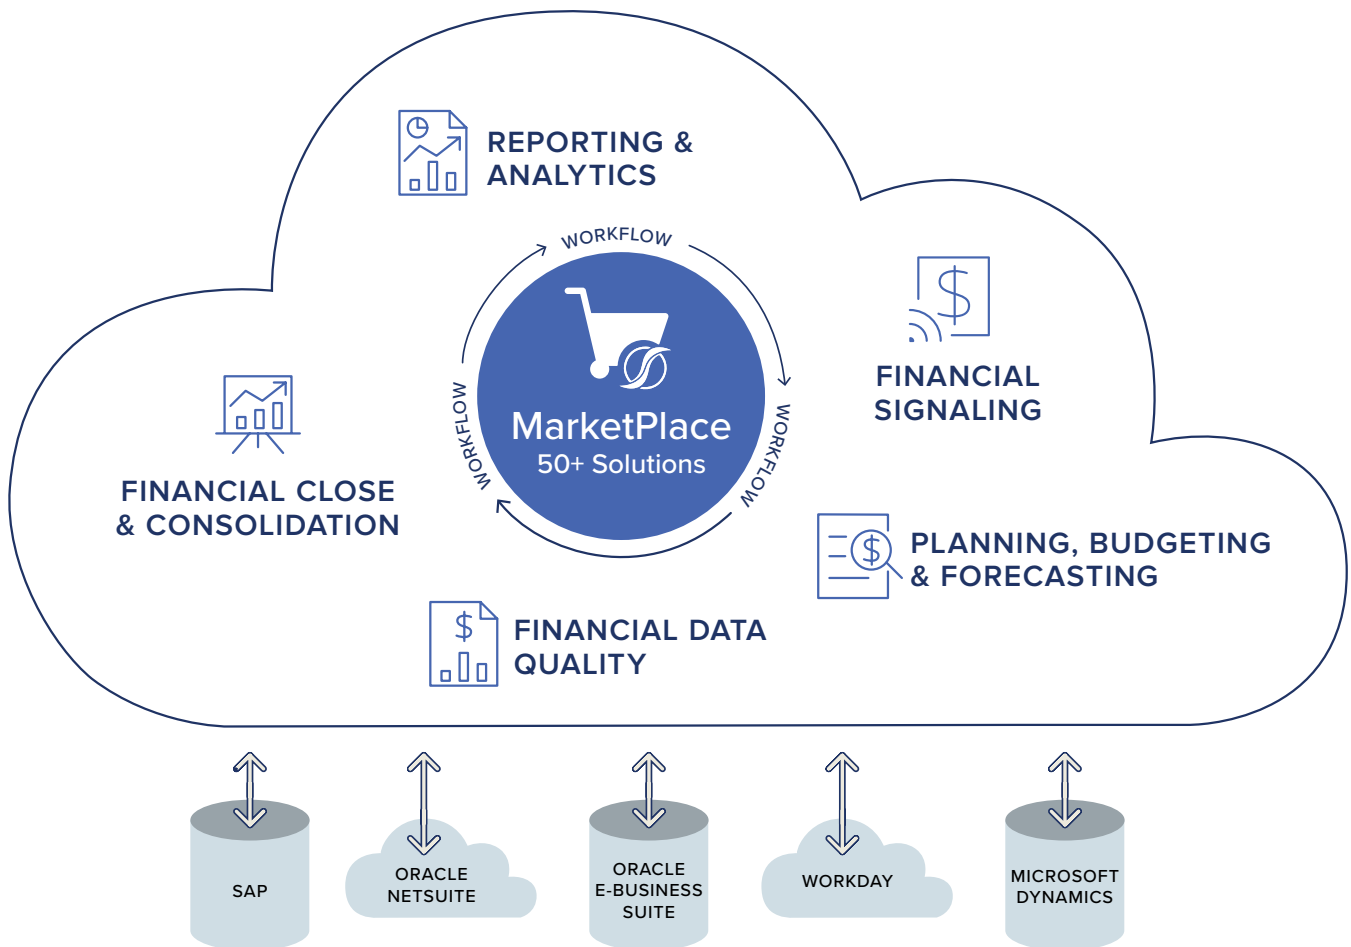 REPORTING &
ANALYTICS
WORKFLOW
FINANCIAL
SIGNALING
WORKFLOW
WORKFLOW
MarketPlace
50+ Solutions
FINANCIAL CLOSE
& CONSOLIDATION
PLANNING, BUDGETING
& FORECASTING
FINANCIAL DATA
QUALITY
SAP
ORACLE
NETSUITE
ORACLE
E-BUSINESS
SUITE
WORKDAY
MICROSOFT
DYNAMICS